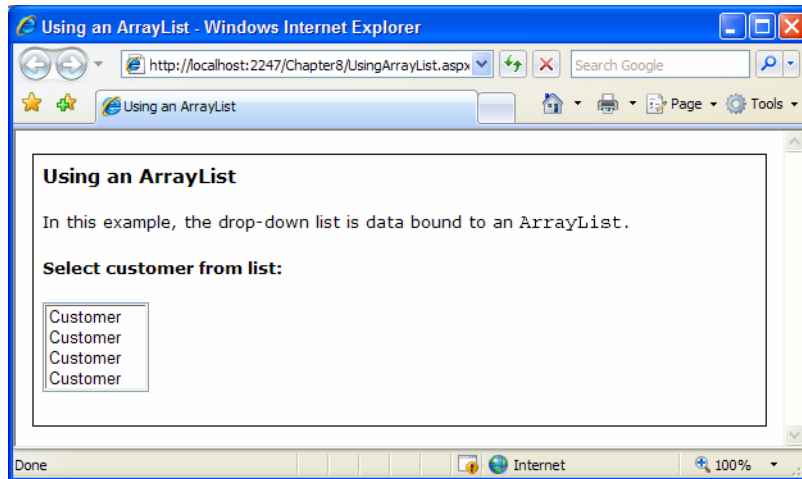 Using an ArrayList - Windows Internet Explorer
http://localhost:2247/Chapter8/UsingArrayList.aspx
Search Google
Using an ArrayList
Page
Tools
Using an ArrayList
In this example, the drop-down list is data bound to an ArrayList.
Select customer from list:
Customer
Customer
Customer
Customer
Done
Internet
100%